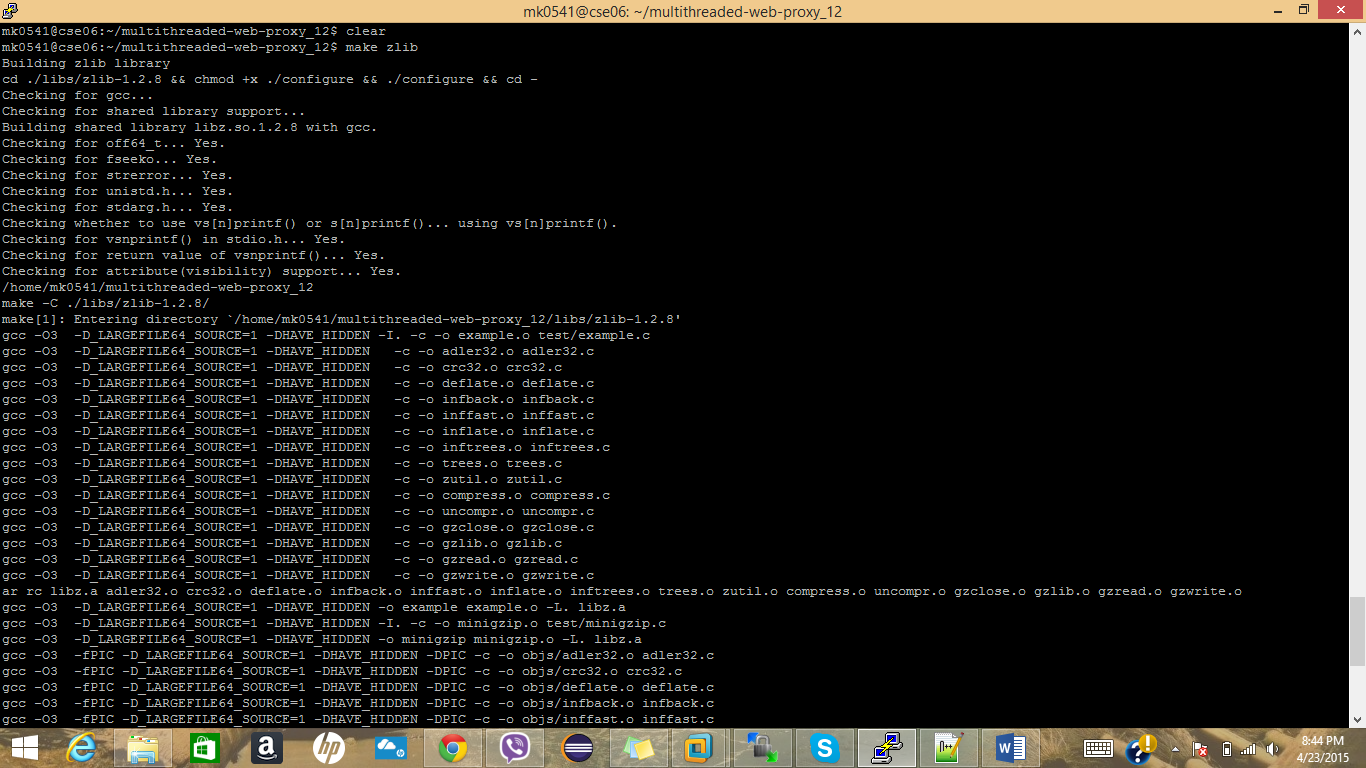 mk0541@cse06: ~/multithreaded-web-proxy_12
mk0541@cse06:~/multithreaded-web-proxy_12$ clear
mk0541@cse06:~/multithreaded-web-proxy_12$ make zlib
Building zlib library
cd ./libs/zlib-1.2.8 && chmod +x ./configure && ./configure && cd -
Checking for gcc...
Checking for shared library support...
Building shared library libz.so.1.2.8 with gcc.
Checking for off64_t... Yes.
Checking for fseeko... Yes.
Checking for strerror... Yes.
Checking for unistd.h... Yes.
Checking for stdarg.h... Yes.
Checking whether to use vs[n]printf() or s[n]printf()... using vs[n]printf().
Checking for vsnprintf() in stdio.h... Yes.
Checking for return value of vsnprintf()... Yes.
Checking for attribute(visibility) support... Yes.
/home/mk0541/multithreaded-web-proxy_12
make -C ./libs/zlib-1.2.8/
make[1]: Entering directory `/home/mk0541/multithreaded-web-proxy_12/libs/zlib-1.2.8'
gcc -O3  -D_LARGEFILE64_SOURCE=1 -DHAVE_HIDDEN -I. -c -o example.o test/example.c
gcc -O3  -D_LARGEFILE64_SOURCE=1 -DHAVE_HIDDEN   -c -o adler32.o adler32.c
gcc -O3  -D_LARGEFILE64_SOURCE=1 -DHAVE_HIDDEN   -c -o crc32.o crc32.c
gcc -O3  -D_LARGEFILE64_SOURCE=1 -DHAVE_HIDDEN   -c -o deflate.o deflate.c
gcc -O3  -D_LARGEFILE64_SOURCE=1 -DHAVE_HIDDEN   -c -o infback.o infback.c
gcc -O3  -D_LARGEFILE64_SOURCE=1 -DHAVE_HIDDEN   -c -o inffast.o inffast.c
gcc -O3  -D_LARGEFILE64_SOURCE=1 -DHAVE_HIDDEN   -c -o inflate.o inflate.c
gcc -O3  -D_LARGEFILE64_SOURCE=1 -DHAVE_HIDDEN   -c -o inftrees.o inftrees.c
gcc -O3  -D_LARGEFILE64_SOURCE=1 -DHAVE_HIDDEN   -c -o trees.o trees.c
gcc -O3  -D_LARGEFILE64_SOURCE=1 -DHAVE_HIDDEN   -c -o zutil.o zutil.c
gcc -O3  -D_LARGEFILE64_SOURCE=1 -DHAVE_HIDDEN   -c -o compress.o compress.c
gcc -O3  -D_LARGEFILE64_SOURCE=1 -DHAVE_HIDDEN   -c -o uncompr.o uncompr.c
gcc -O3  -D_LARGEFILE64_SOURCE=1 -DHAVE_HIDDEN   -c -o gzclose.o gzclose.c
gcc -O3  -D_LARGEFILE64_SOURCE=1 -DHAVE_HIDDEN   -c -o gzlib.o gzlib.c
gcc -O3  -D_LARGEFILE64_SOURCE=1 -DHAVE_HIDDEN   -c -o gzread.o gzread.c
gcc -O3  -D_LARGEFILE64_SOURCE=1 -DHAVE_HIDDEN   -c -o gzwrite.o gzwrite.c
ar rc libz.a adler32.o crc32.o deflate.o infback.o inffast.o inflate.o inftrees.o trees.o zutil.o compress.o uncompr.o gzclose.o gzlib.o gzread.o gzwrite.o
gcc -O3  -D_LARGEFILE64_SOURCE=1 -DHAVE_HIDDEN -o example example.o -L. libz.a
gcc -O3  -D_LARGEFILE64_SOURCE=1 -DHAVE_HIDDEN -I. -c -o minigzip.o test/minigzip.c
gcc -O3  -D_LARGEFILE64_SOURCE=1 -DHAVE_HIDDEN -o minigzip minigzip.o -L. libz.a
gcc -O3  -fPIC -D_LARGEFILE64_SOURCE=1 -DHAVE_HIDDEN -DPIC -c -o objs/adler32.o adler32.c
gcc -O3  -fPIC -D_LARGEFILE64_SOURCE=1 -DHAVE_HIDDEN -DPIC -c -o objs/crc32.o crc32.c
gcc -O3  -fPIC -D_LARGEFILE64_SOURCE=1 -DHAVE_HIDDEN -DPIC -c -o objs/deflate.o deflate.c
gcc -O3  -fPIC -D_LARGEFILE64_SOURCE=1 -DHAVE_HIDDEN -DPIC -c -o objs/infback.o infback.c
gcc -O3  -fPIC -D_LARGEFILE64_SOURCE=1 -DHAVE_HIDDEN -DPIC -c -o objs/inffast.o inffast.c
8:44 PM
4/23/2015